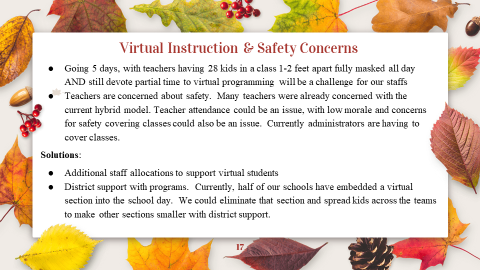 Virtual Instruction & Safety Concerns
● Going 5 days, with teachers having 28 kids in a class 1-2 feet apart fully masked all day
AND still devote partial time to virtual programming will be a challenge for our staffs
● Teachers are concerned about safety. Many teachers were already concerned with the
current hybrid model. Teacher attendance could be an issue, with low morale and concerns
for safety covering classes could also be an issue. Currently administrators are having to
cover classes.
Solutions:
● Additional staff allocations to support virtual students
● District support with programs. Currently, half of our schools have embedded a virtual
section into the school day. We could eliminate that section and spread kids across the teams
to make other sections smaller with district support.
17